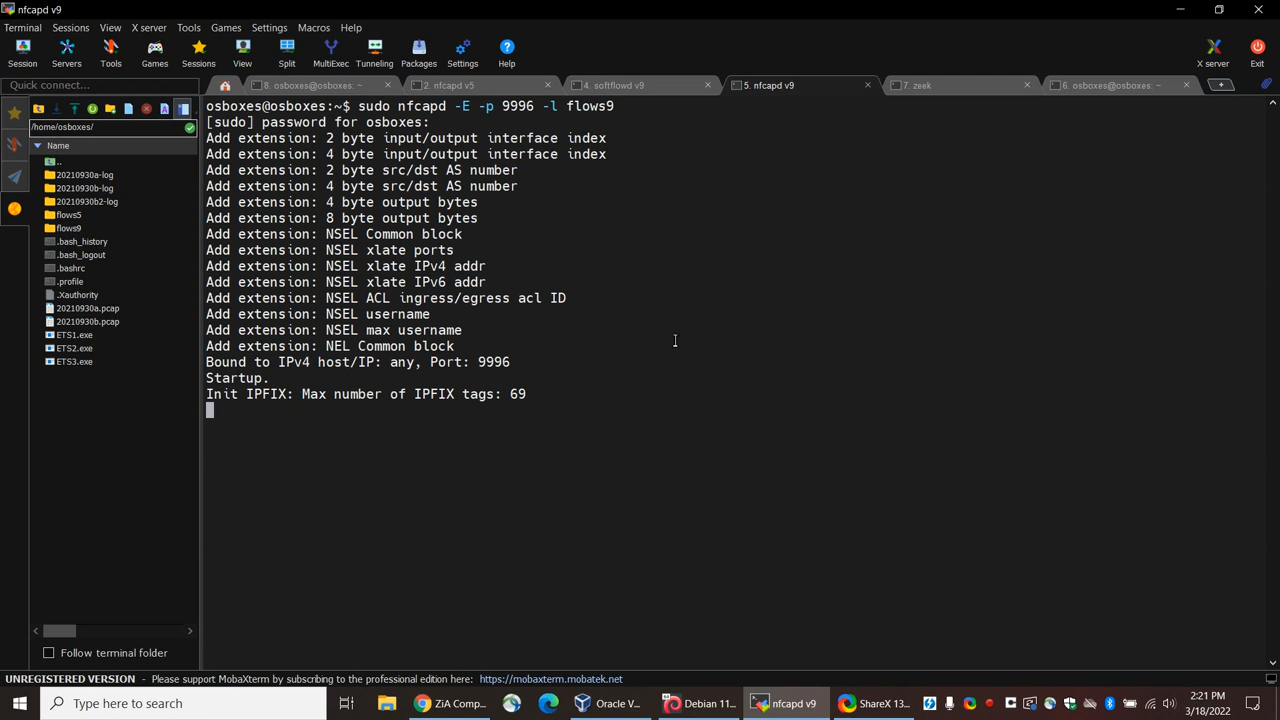 nfcapd v9
Terminal Sessions View X server Tools Games Settings Macros Help
Session Servers Tools Games Sessions View Split MultiExec Tunneling Packages Settings Help X server Exit
Quick connect...
8. osboxes@osboxes: ~
2. nfcapd v5
4. softflowd v9
5. nfcapd v9
7. zeek
6. osboxes@osboxes: ~
/home/osboxes/
Name
..
20210930a-log
20210930b-log
20210930b2-log
flows5
flows9
.bash_history
.bash_logout
.bashrc
.profile
.Xauthority
20210930a.pcap
20210930b.pcap
ETS1.exe
ETS2.exe
ETS3.exe
Follow terminal folder
osboxes@osboxes:~$ sudo nfcapd -E -p 9996 -l flows9
[sudo] password for osboxes:
Add extension: 2 byte input/output interface index
Add extension: 4 byte input/output interface index
Add extension: 2 byte src/dst AS number
Add extension: 4 byte src/dst AS number
Add extension: 4 byte output bytes
Add extension: 8 byte output bytes
Add extension: NSEL Common block
Add extension: NSEL xlate ports
Add extension: NSEL xlate IPv4 addr
Add extension: NSEL xlate IPv6 addr
Add extension: NSEL ACL ingress/egress acl ID
Add extension: NSEL username
Add extension: NSEL max username
Add extension: NEL Common block
Bound to IPv4 host/IP: any, Port: 9996
Startup.
Init IPFIX: Max number of IPFIX tags: 69
UNREGISTERED VERSION - Please support MobaXterm by subscribing to the professional edition here: https://mobaxterm.mobatek.net
Type here to search
ZiA Comp...
Oracle V...
Debian 11...
nfcapd v9
ShareX 13...
2:21 PM
3/18/2022